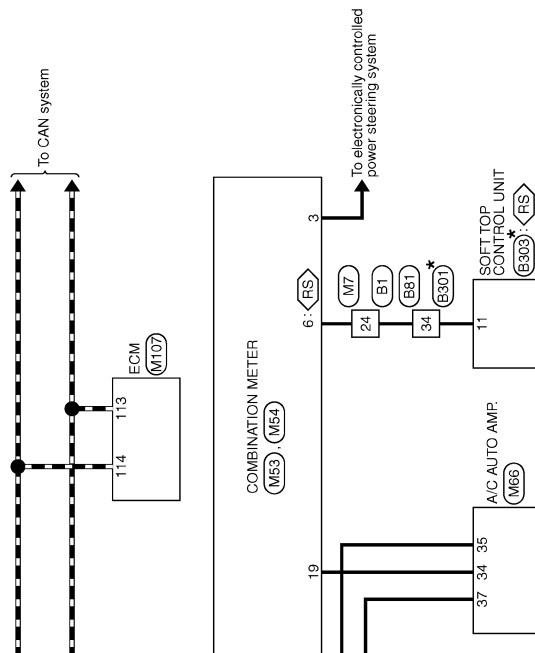 To CAN system
ECM
M107
113
114
To electronically controlled
power steering system
COMBINATION METER
M53 , M54
3
6 : RS
19
M7
24
B1
B81
34
B301 *
SOFT TOP
CONTROL UNIT
B303 * : RS
11
A/C AUTO AMP.
M66
35
34
37